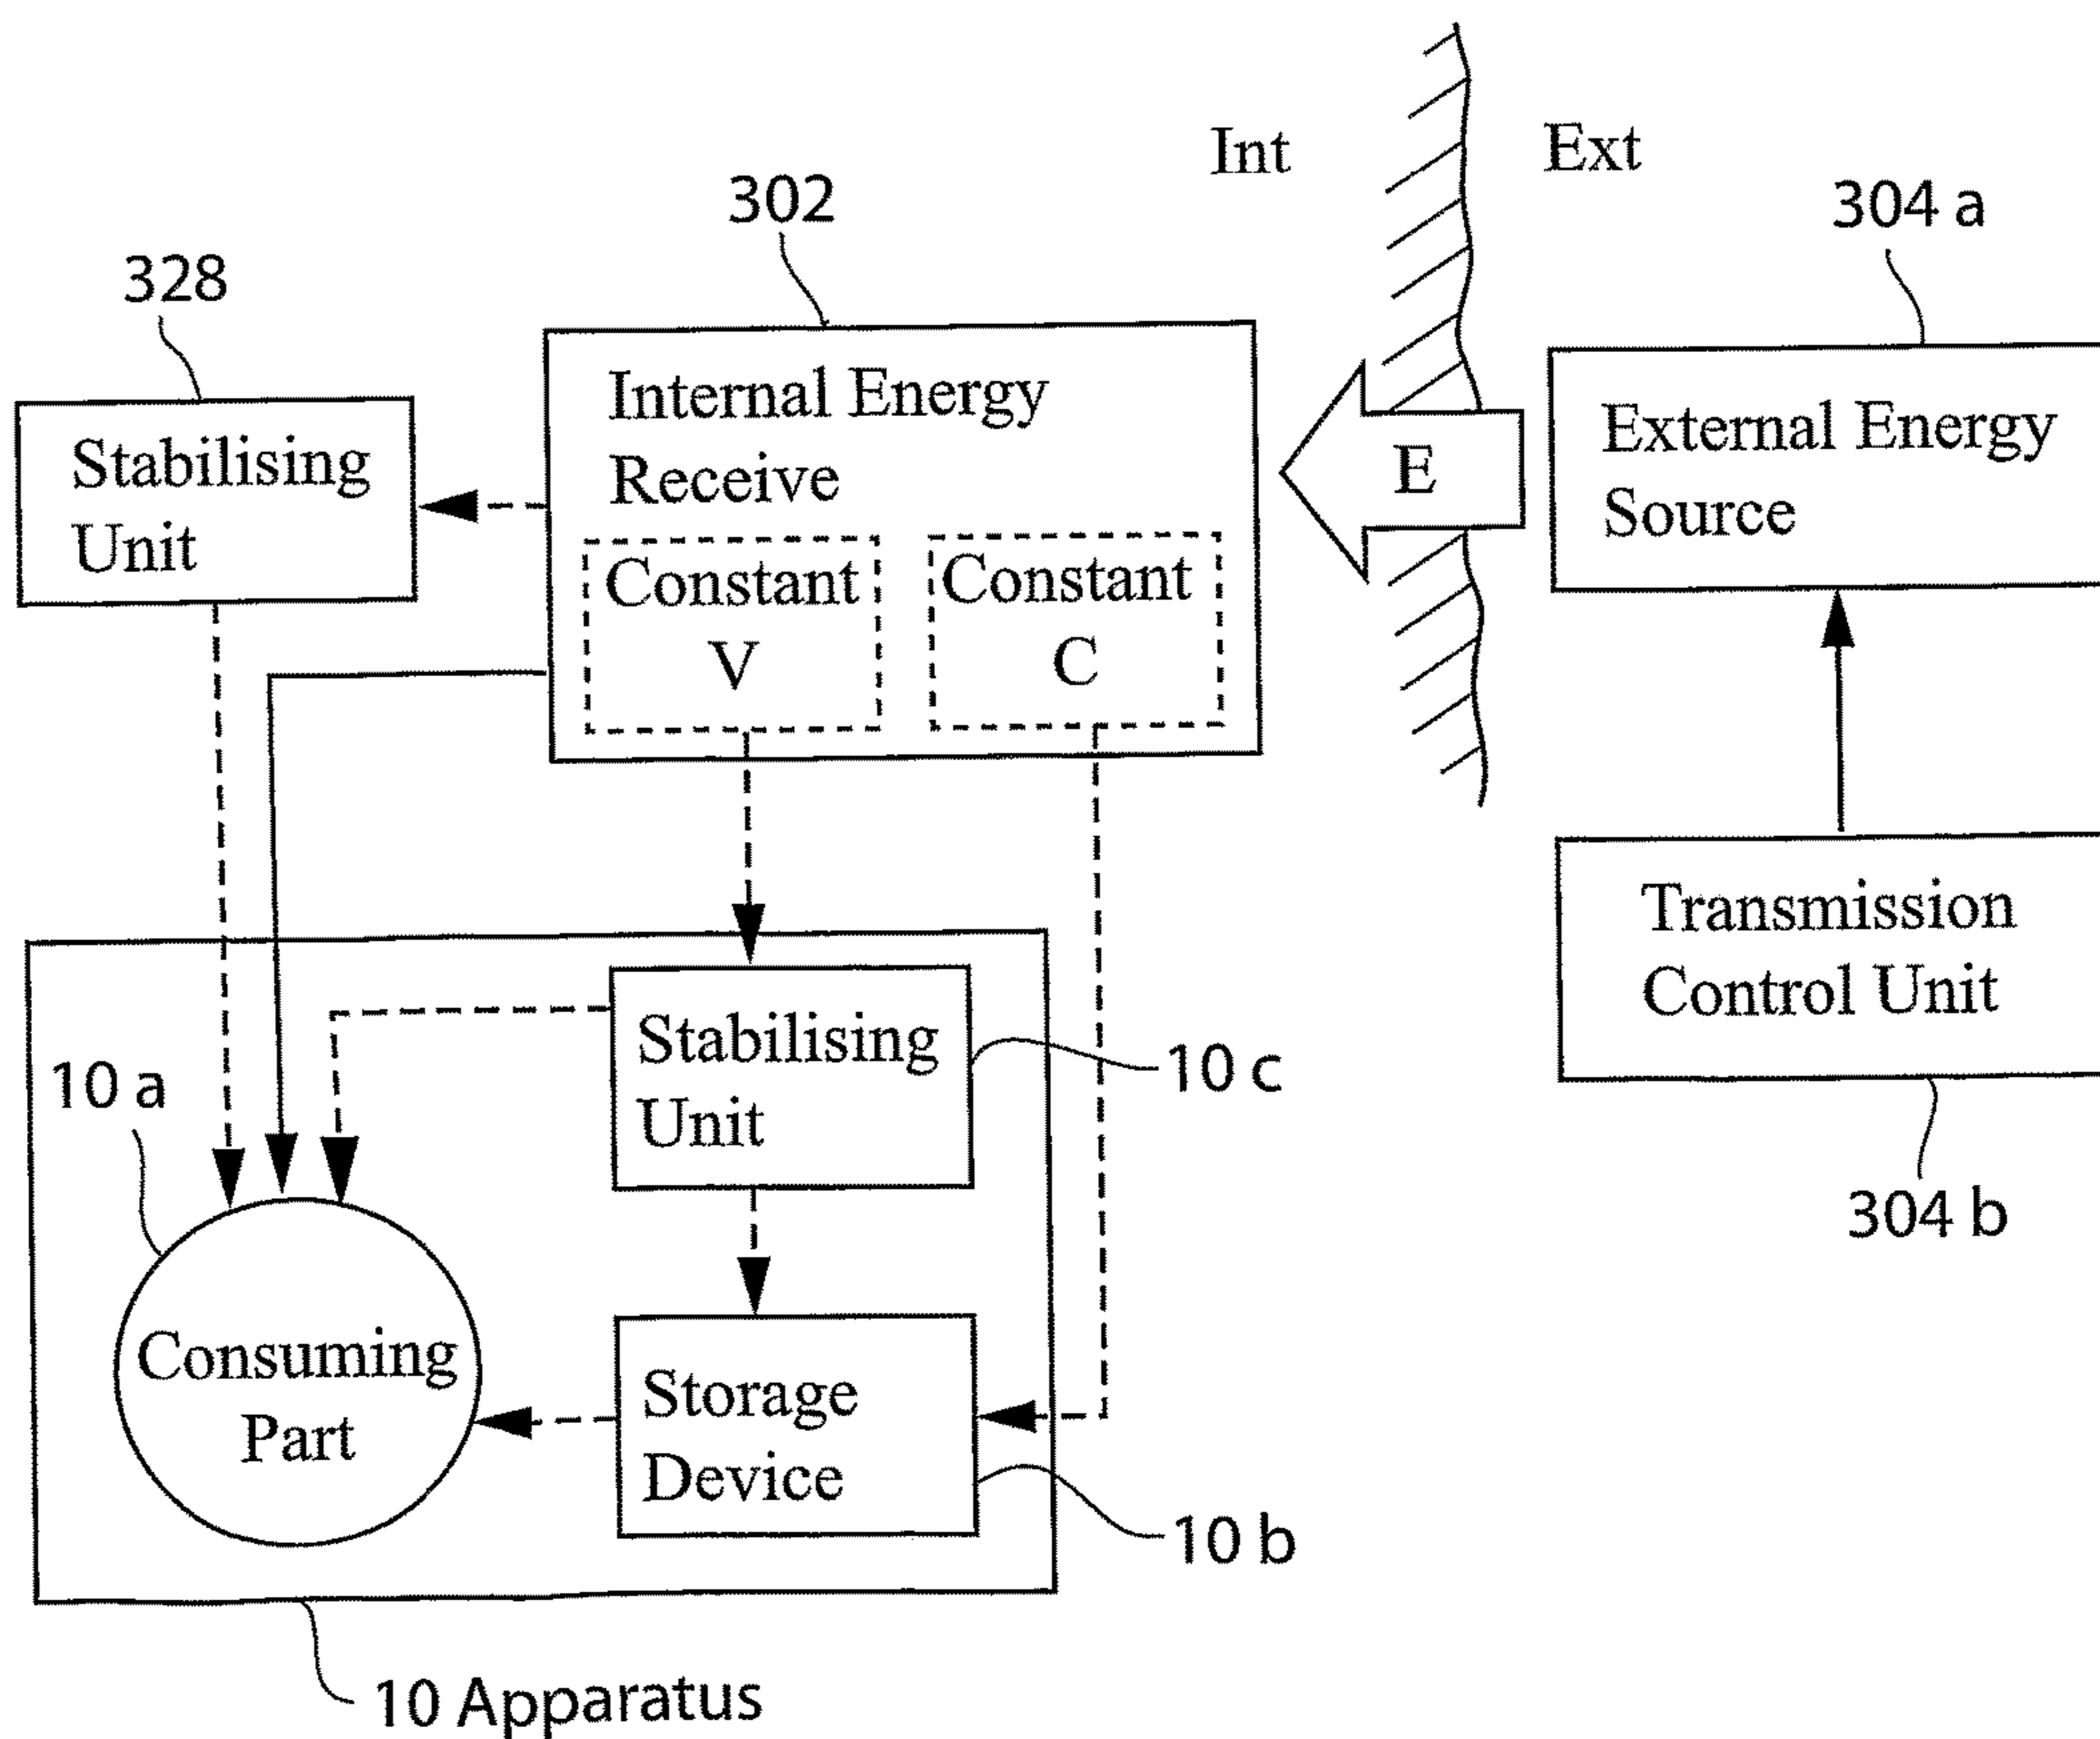 Int
Ext
302
304 a
328
Internal Energy
Receive
E
External Energy
Source
Stabilising
Unit
Constant
V
Constant
C
Transmission
Control Unit
10 a
Stabilising
Unit
10 c
304 b
Consuming
Part
Storage
Device
10 b
10 Apparatus